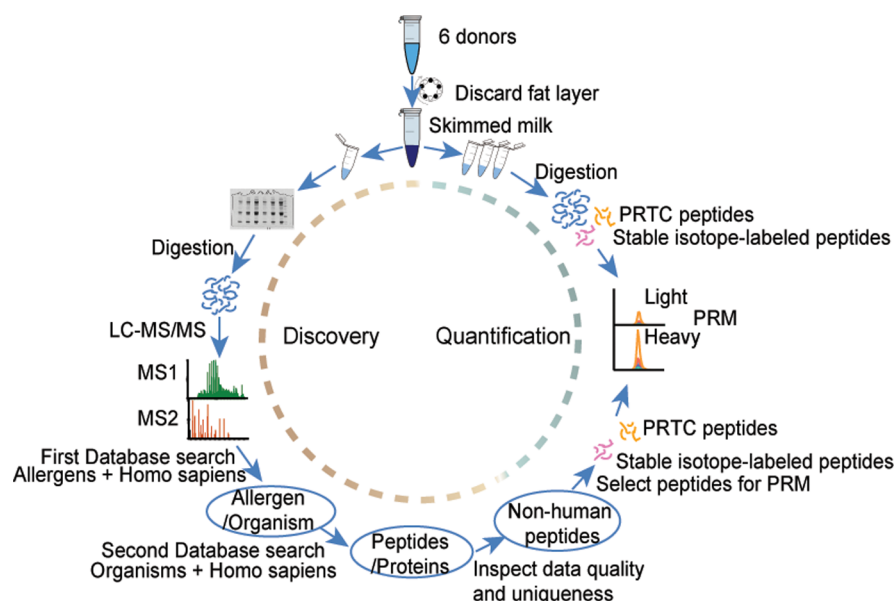 6 donors
Discard fat layer
Skimmed milk
Digestion
PRTC peptides
Stable isotope-labeled peptides
Digestion
Light
PRM
Heavy
LC-MS/MS
Discovery
Quantification
MS1
MS2
PRTC peptides
First Database search
Allergens + Homo sapiens
Stable isotope-labeled peptides
Select peptides for PRM
Allergen
/Organism
Non-human
peptides
Second Database search
Organisms + Homo sapiens
Peptides
/Proteins
Inspect data quality
and uniqueness